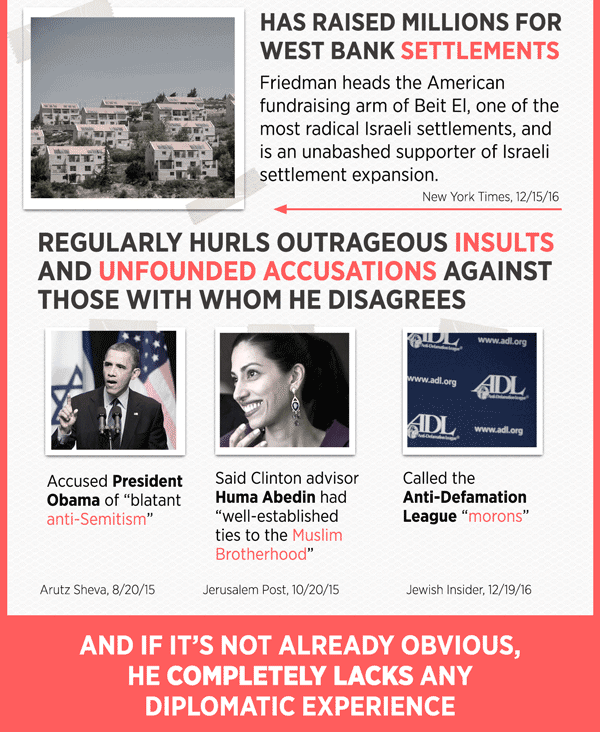 HAS RAISED MILLIONS FOR
WEST BANK SETTLEMENTS
Friedman heads the American
fundraising arm of Beit El, one of the
most radical Israeli settlements, and
is an unabashed supporter of Israeli
settlement expansion.
New York Times, 12/15/16
REGULARLY HURLS OUTRAGEOUS INSULTS
AND UNFOUNDED ACCUSATIONS AGAINST
THOSE WITH WHOM HE DISAGREES
ADL
Anti-Defamation League®
www.adl.org
www.adl.org
ADL
Anti-Defamation League®
ADL
Anti-Defamation League®
www.adl.org
Accused President
Obama of “blatant
anti-Semitism”
Said Clinton advisor
Huma Abedin had
“well-established
ties to the Muslim
Brotherhood”
Called the
Anti-Defamation
League “morons”
Arutz Sheva, 8/20/15
Jerusalem Post, 10/20/15
Jewish Insider, 12/19/16
AND IF IT’S NOT ALREADY OBVIOUS,
HE COMPLETELY LACKS ANY
DIPLOMATIC EXPERIENCE